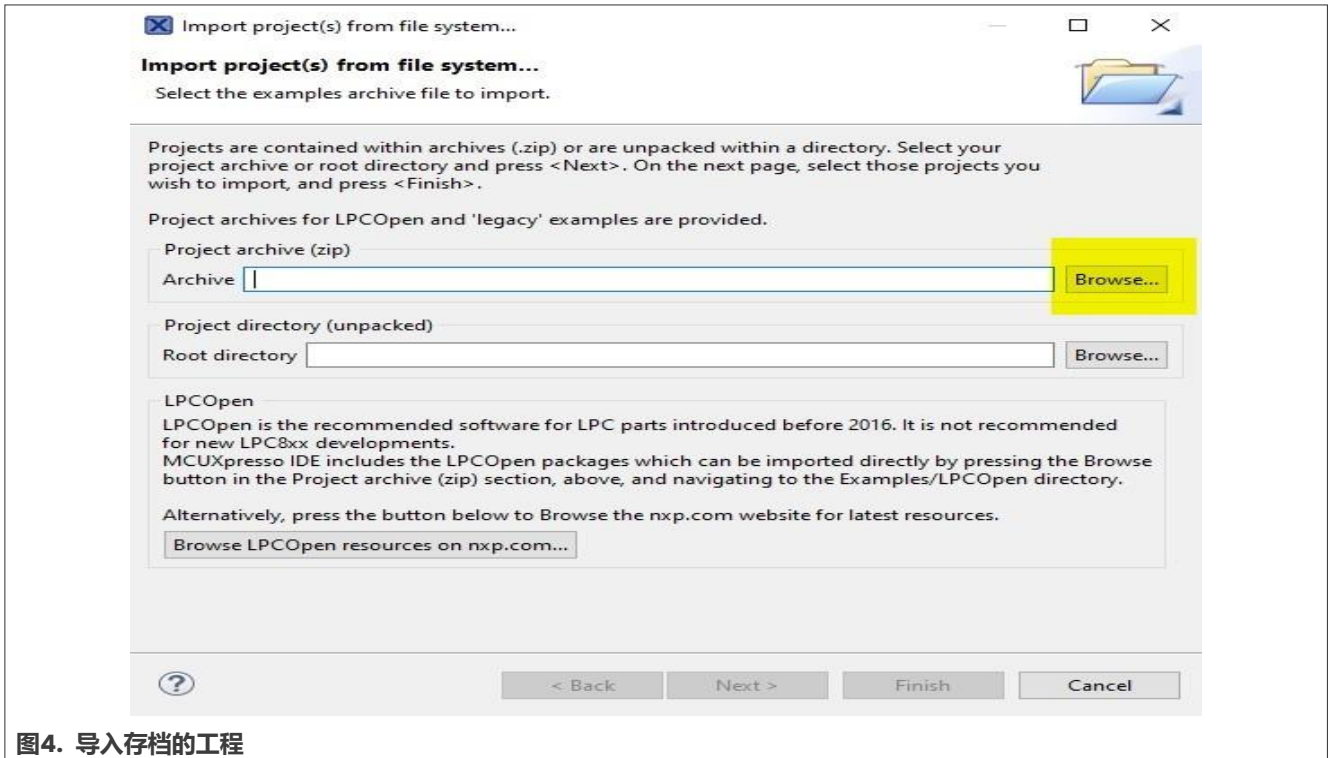 Import project(s) from file system...
Import project(s) from file system...
Select the examples archive file to import.
Projects are contained within archives (.zip) or are unpacked within a directory. Select your
project archive or root directory and press <Next>. On the next page, select those projects you
wish to import, and press <Finish>.
Project archives for LPCOpen and 'legacy' examples are provided.
Project archive (zip)
Archive Browse...
Project directory (unpacked)
Root directory Browse...
LPCOpen
LPCOpen is the recommended software for LPC parts introduced before 2016. It is not recommended
for new LPC8xx developments.
MCUXpresso IDE includes the LPCOpen packages which can be imported directly by pressing the Browse
button in the Project archive (zip) section, above, and navigating to the Examples/LPCOpen directory.
Alternatively, press the button below to Browse the nxp.com website for latest resources.
Browse LPCOpen resources on nxp.com...
? < Back Next > Finish Cancel
图4. 导入存档的工程